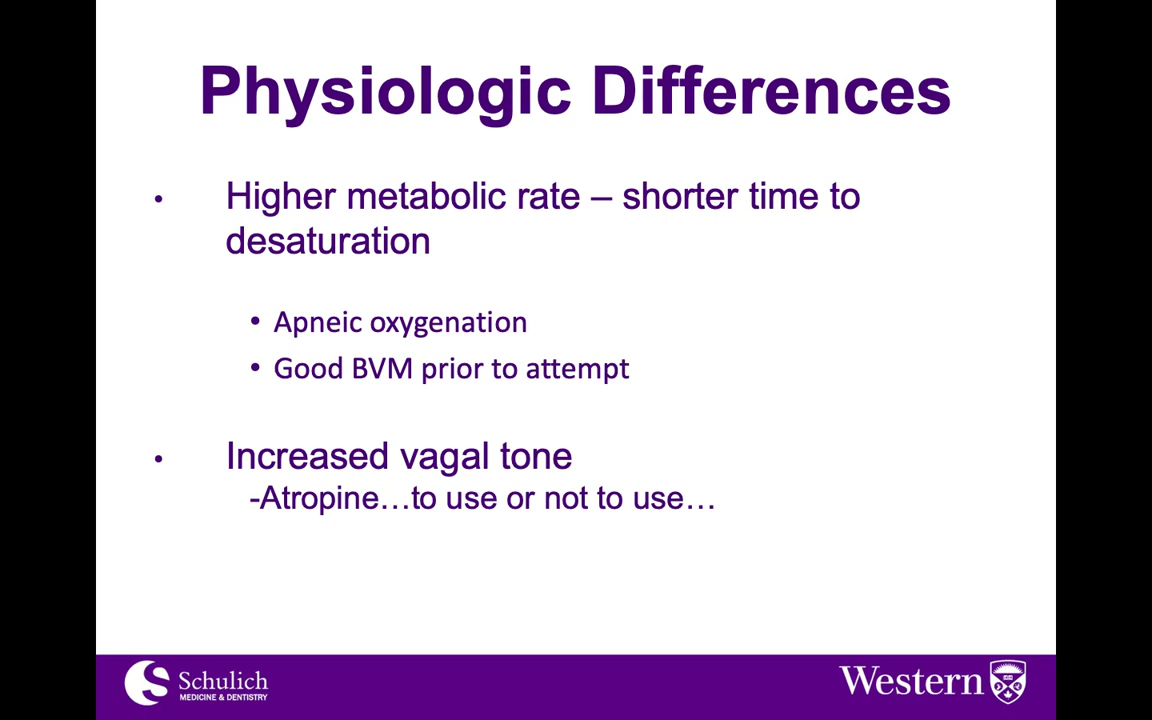 Physiologic Differences
• Higher metabolic rate – shorter time to
desaturation
• Apneic oxygenation
• Good BVM prior to attempt
• Increased vagal tone
-Atropine…to use or not to use…
Schulich
MEDICINE & DENTISTRY
Western